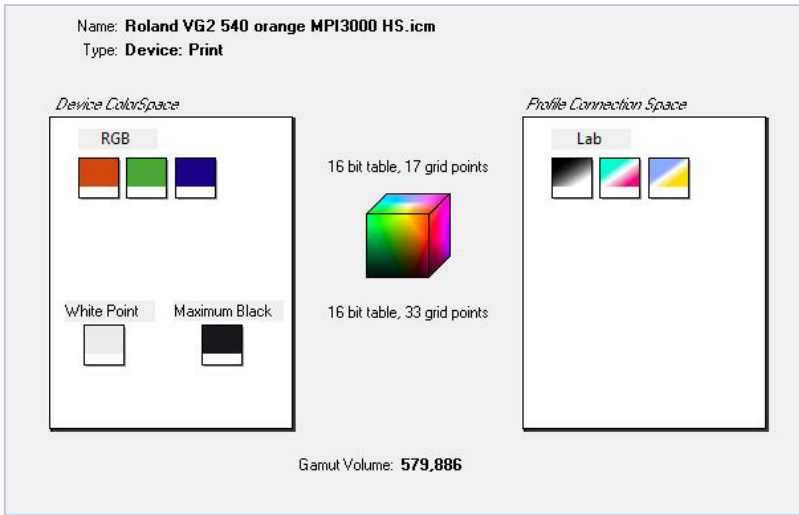 Name: Roland VG2 540 orange MPI3000 HS.icm
Type: Device: Print
Device ColorSpace
Profile Connection Space
RGB
Lab
16 bit table, 17 grid points
White Point
Maximum Black
16 bit table, 33 grid points
Gamut Volume: 579,886